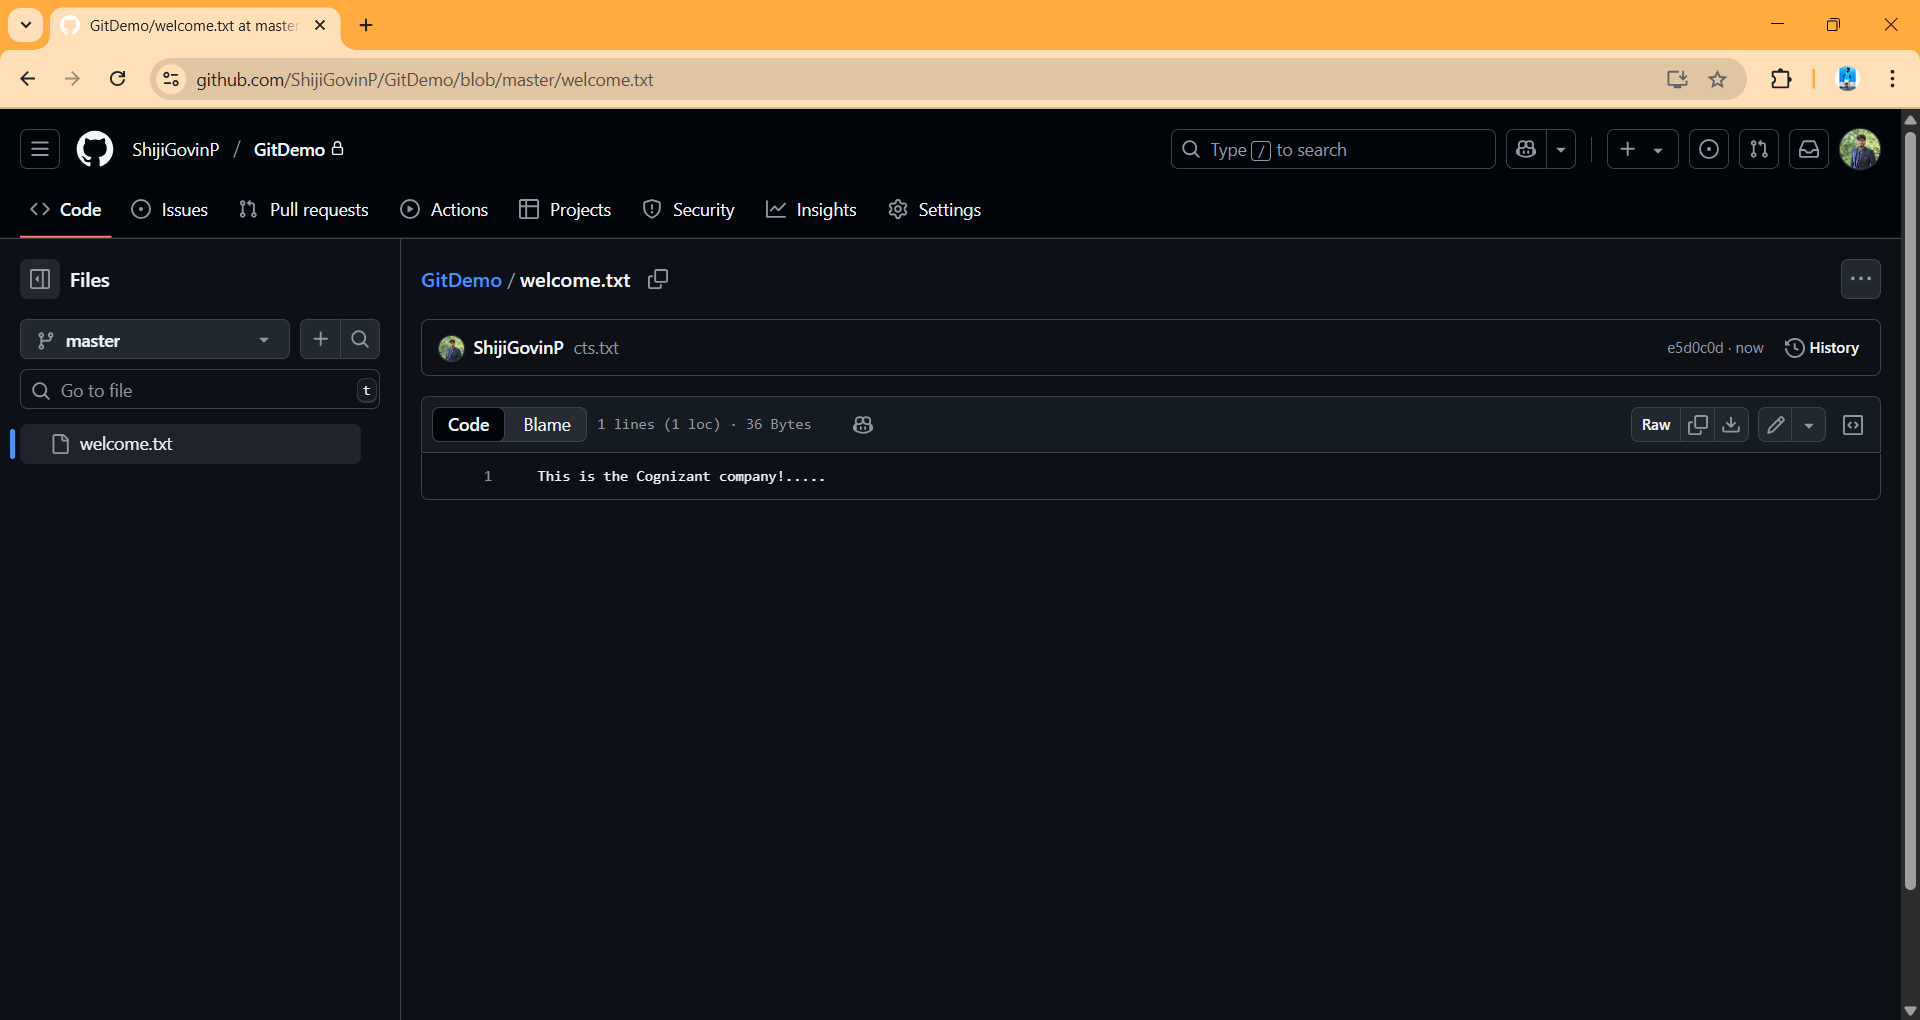 GitDemo/welcome.txt at master
github.com/ShijiGovinP/GitDemo/blob/master/welcome.txt
ShijiGovinP / GitDemo
Type / to search
Code Issues Pull requests Actions Projects Security Insights Settings
Files
GitDemo / welcome.txt
master
ShijiGovinP cts.txt
e5d0c0d · now
History
Go to file
t
Code Blame 1 lines (1 loc) · 36 Bytes
Raw
welcome.txt
1 This is the Cognizant company!.....